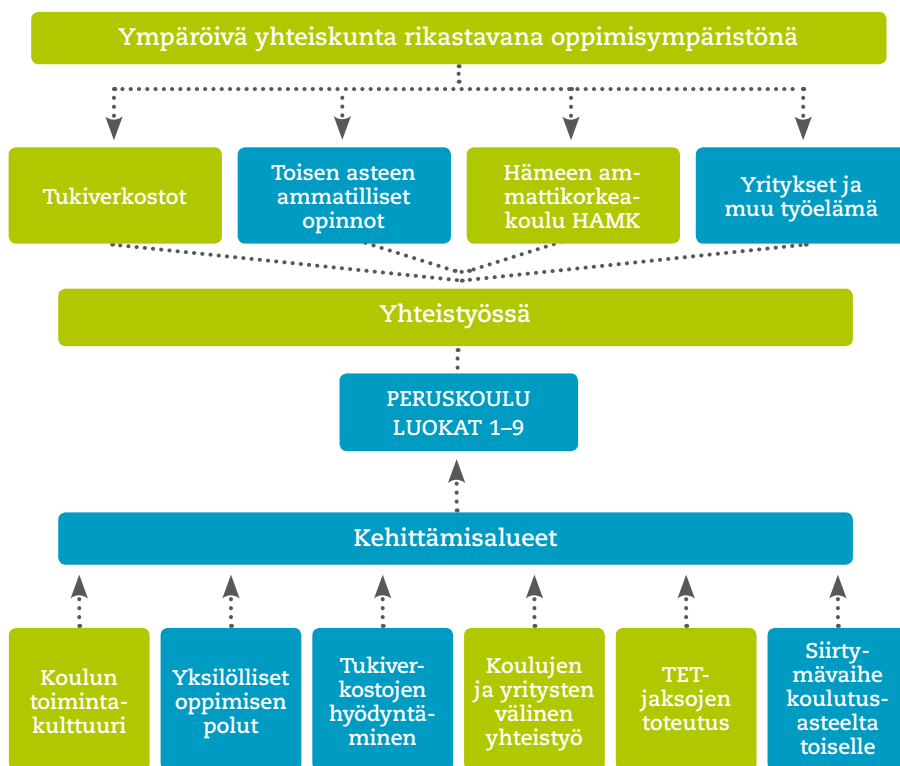 Ympäröivä yhteiskunta rikastavana oppimisympäristönä
Tukiverkostot
Toisen asteen
ammatilliset
opinnot
Hämeen am-
mattikorkea-
koulu HAMK
Yritykset ja
muu työelämä
Yhteistyössä
PERUSKOULU
LUOKAT 1–9
Kehittämisalueet
Koulun
toiminta-
kulttuuri
Yksilölliset
oppimisen
polut
Tukiver-
kostojen
hyödyntä-
minen
Koulujen
ja yritysten
välinen
yhteistyö
TET-
jaksojen
toteutus
Siirty-
mävaihe
koulutus-
asteelta
toiselle